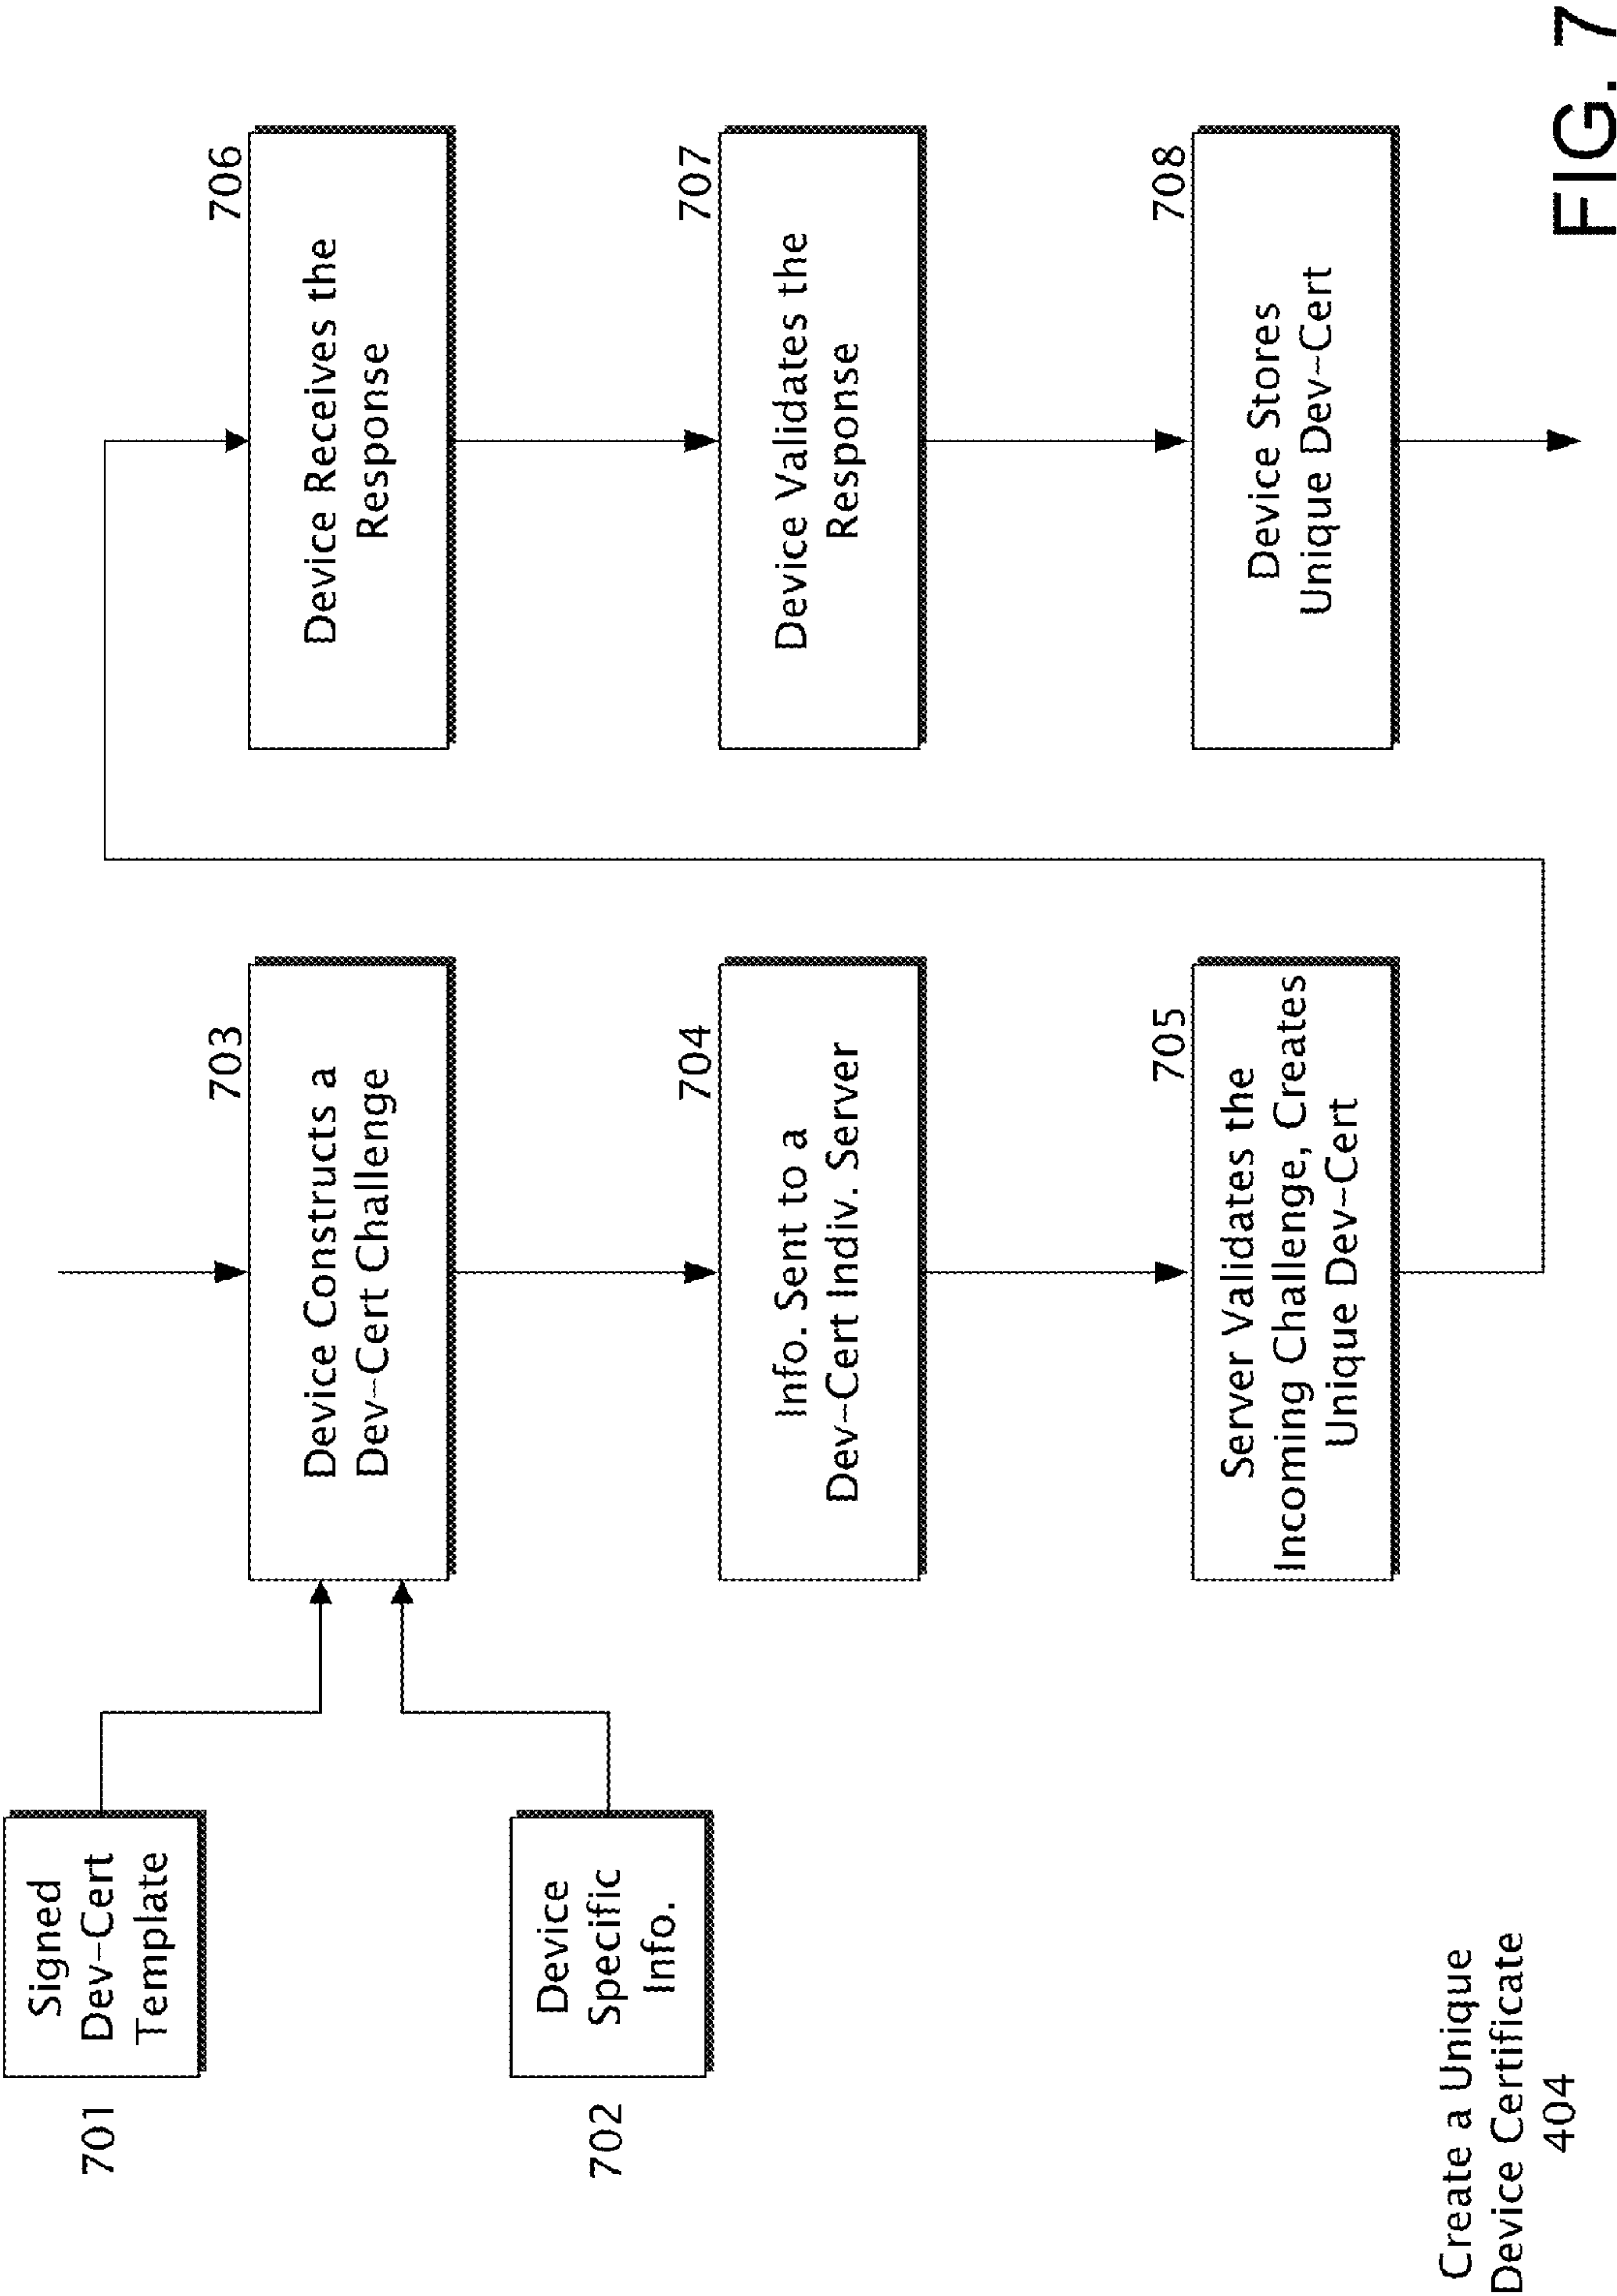 701
Signed
Dev-Cert
Template
702
Device
Specific
Info.
703
Device Constructs a
Dev-Cert Challenge
704
Info. Sent to a
Dev-Cert Indiv. Server
705
Server Validates the
Incoming Challenge, Creates
Unique Dev-Cert
706
Device Receives the
Response
707
Device Validates the
Response
708
Device Stores
Unique Dev-Cert
Create a Unique
Device Certificate
404
FIG. 7